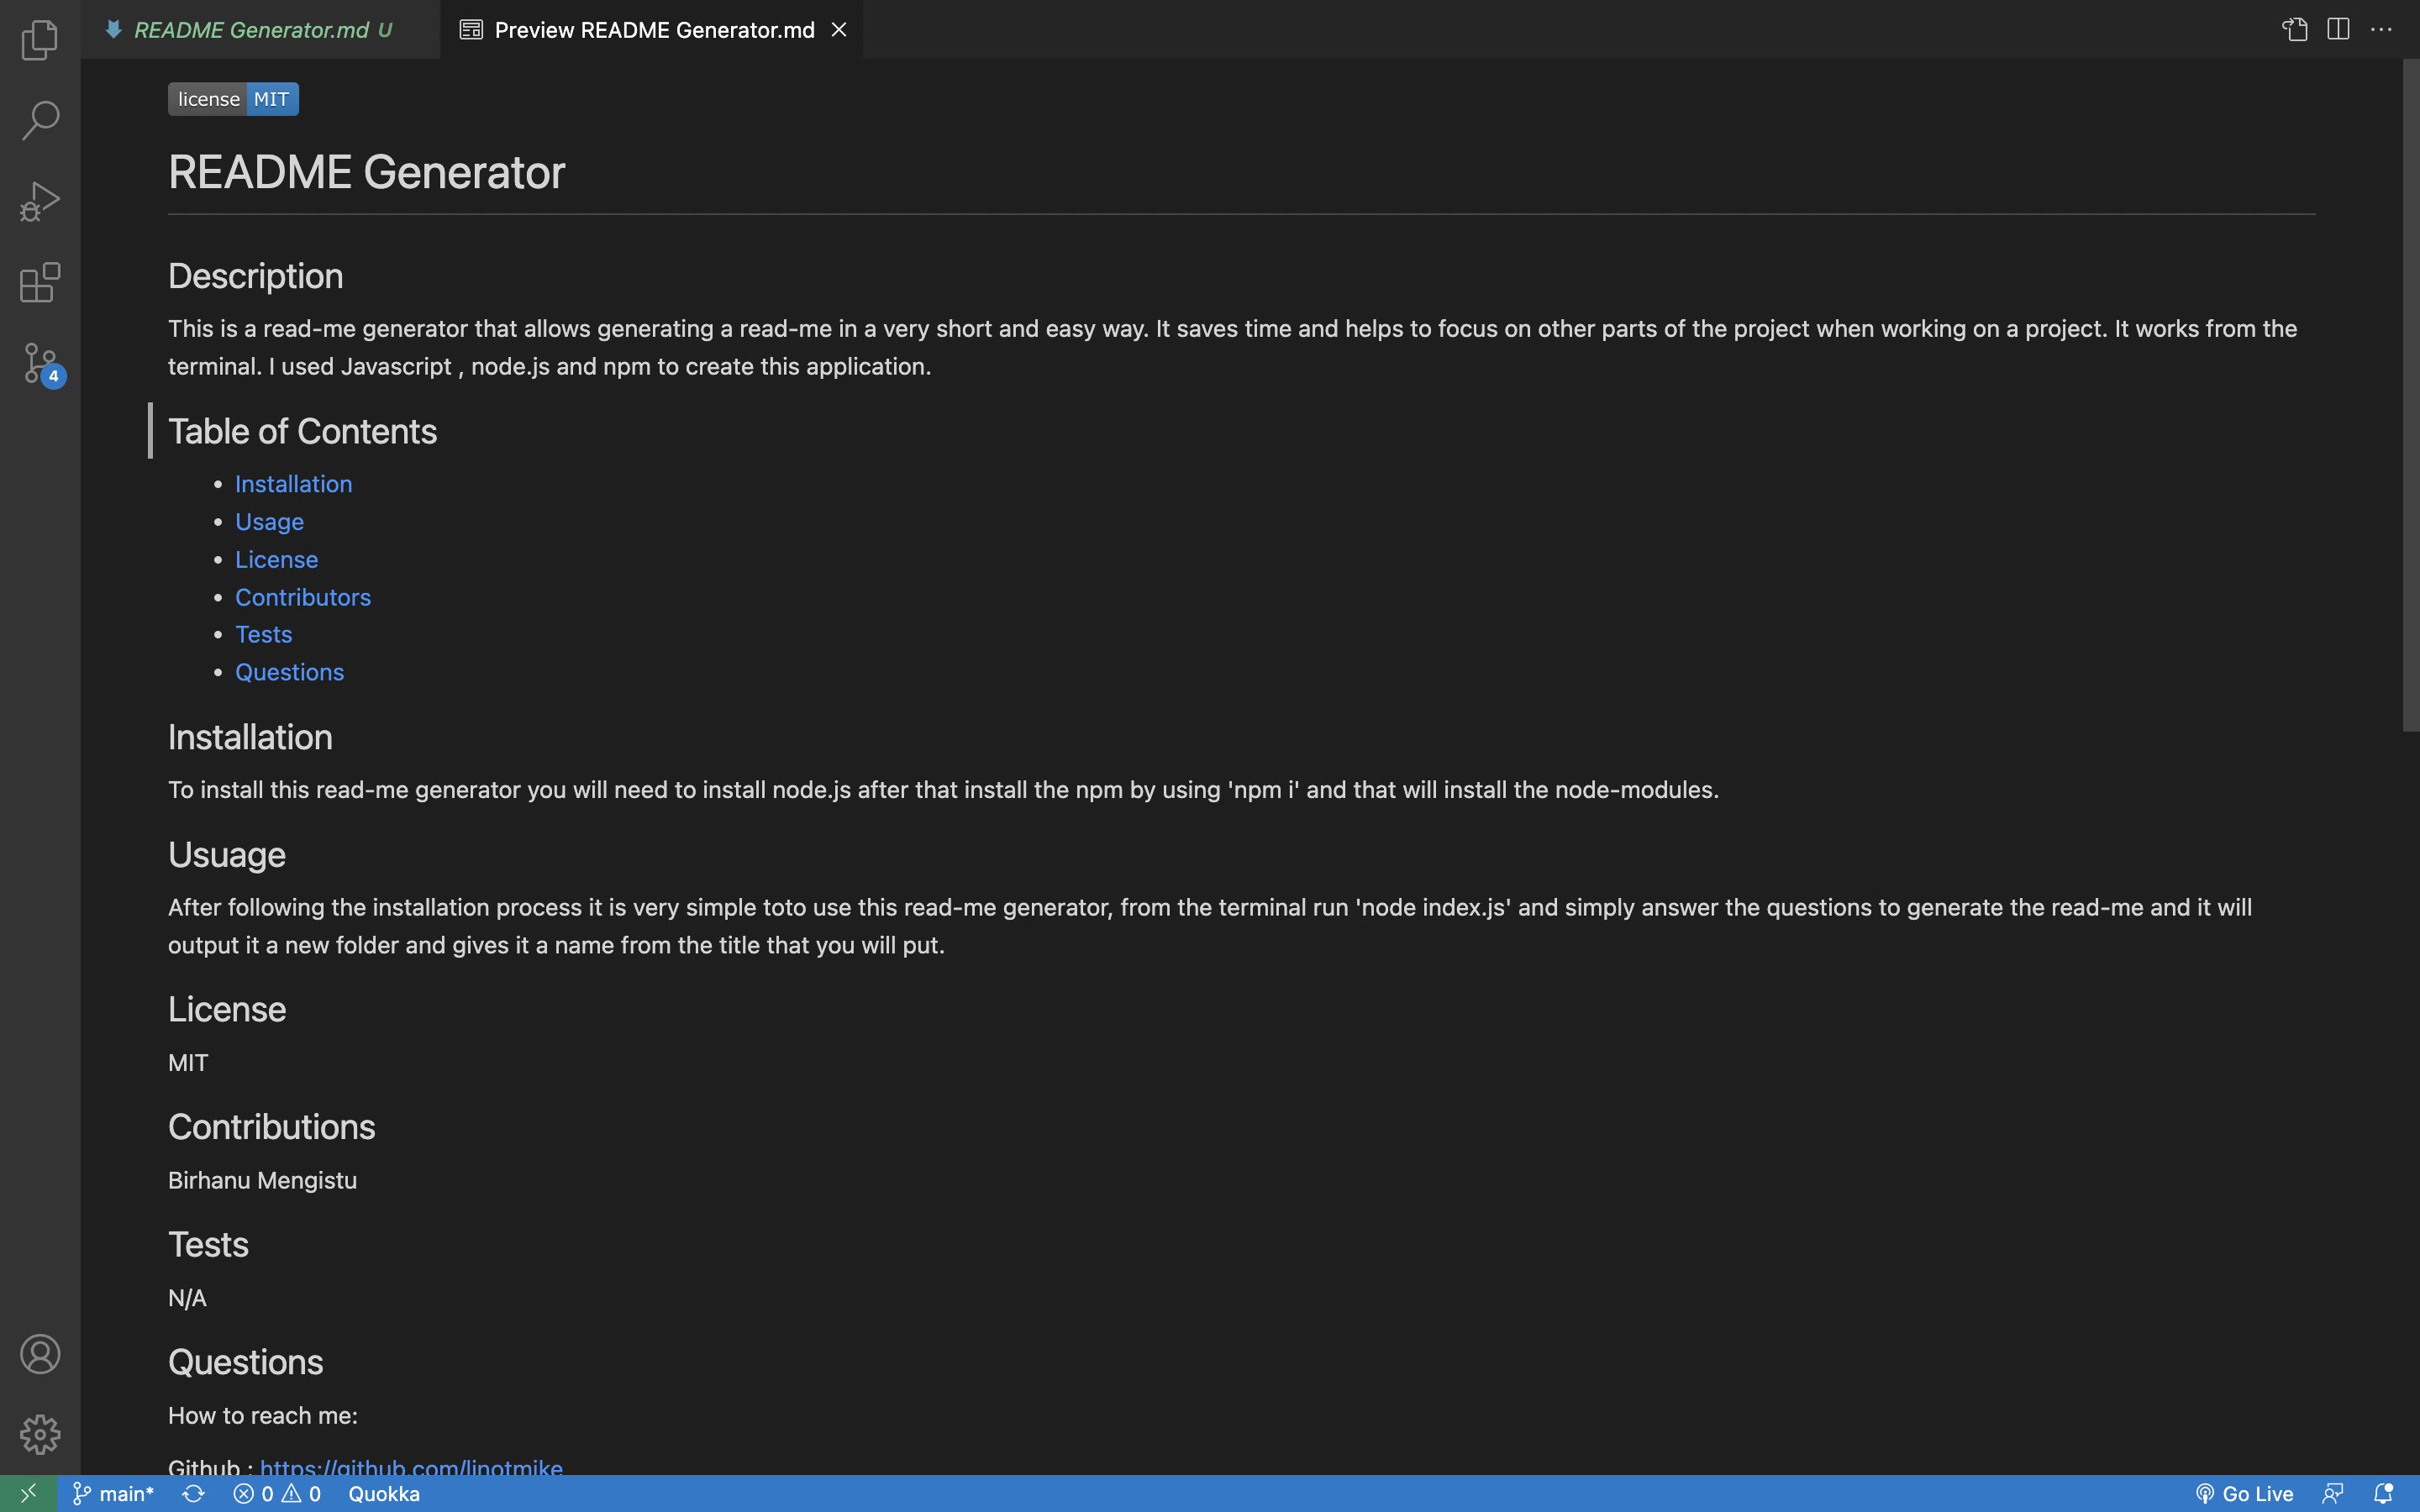 README Generator.md U
Preview README Generator.md
license MIT
README Generator
Description
This is a read-me generator that allows generating a read-me in a very short and easy way. It saves time and helps to focus on other parts of the project when working on a project. It works from the
terminal. I used Javascript , node.js and npm to create this application.
Table of Contents
• Installation
• Usage
• License
• Contributors
• Tests
• Questions
Installation
To install this read-me generator you will need to install node.js after that install the npm by using 'npm i' and that will install the node-modules.
Usuage
After following the installation process it is very simple toto use this read-me generator, from the terminal run 'node index.js' and simply answer the questions to generate the read-me and it will
output it a new folder and gives it a name from the title that you will put.
License
MIT
Contributions
Birhanu Mengistu
Tests
N/A
Questions
How to reach me:
Github : https://github.com/linotmike
4
main* 0 0 Quokka Go Live